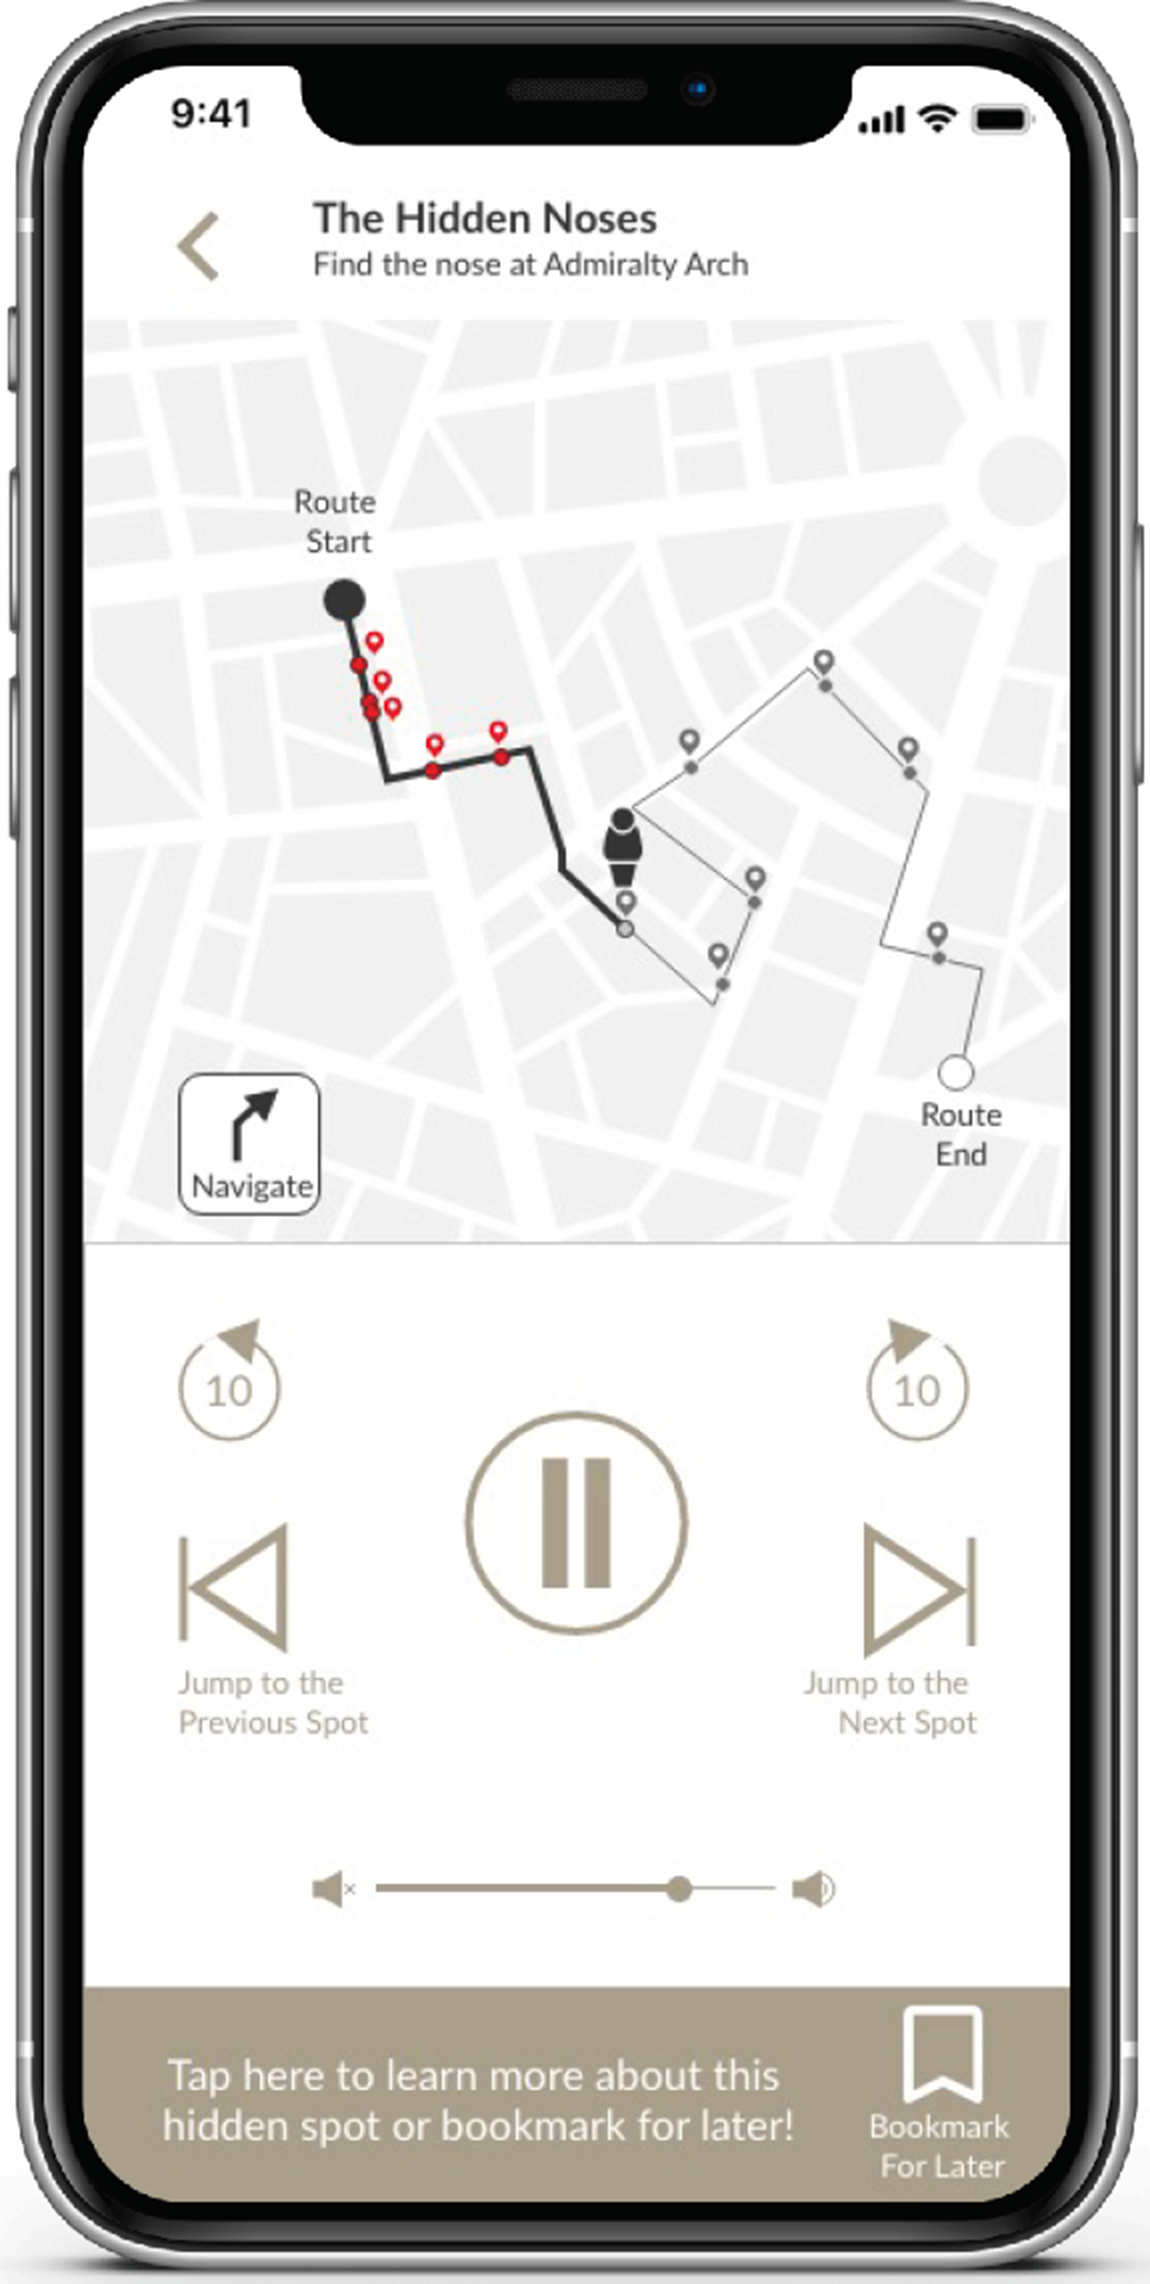 9:41
The Hidden Noses
Find the nose at Admiralty Arch
Route
Start
Route
End
Navigate
10
10
Jump to the
Previous Spot
Jump to the
Next Spot
Tap here to learn more about this
hidden spot or bookmark for later!
Bookmark
For Later